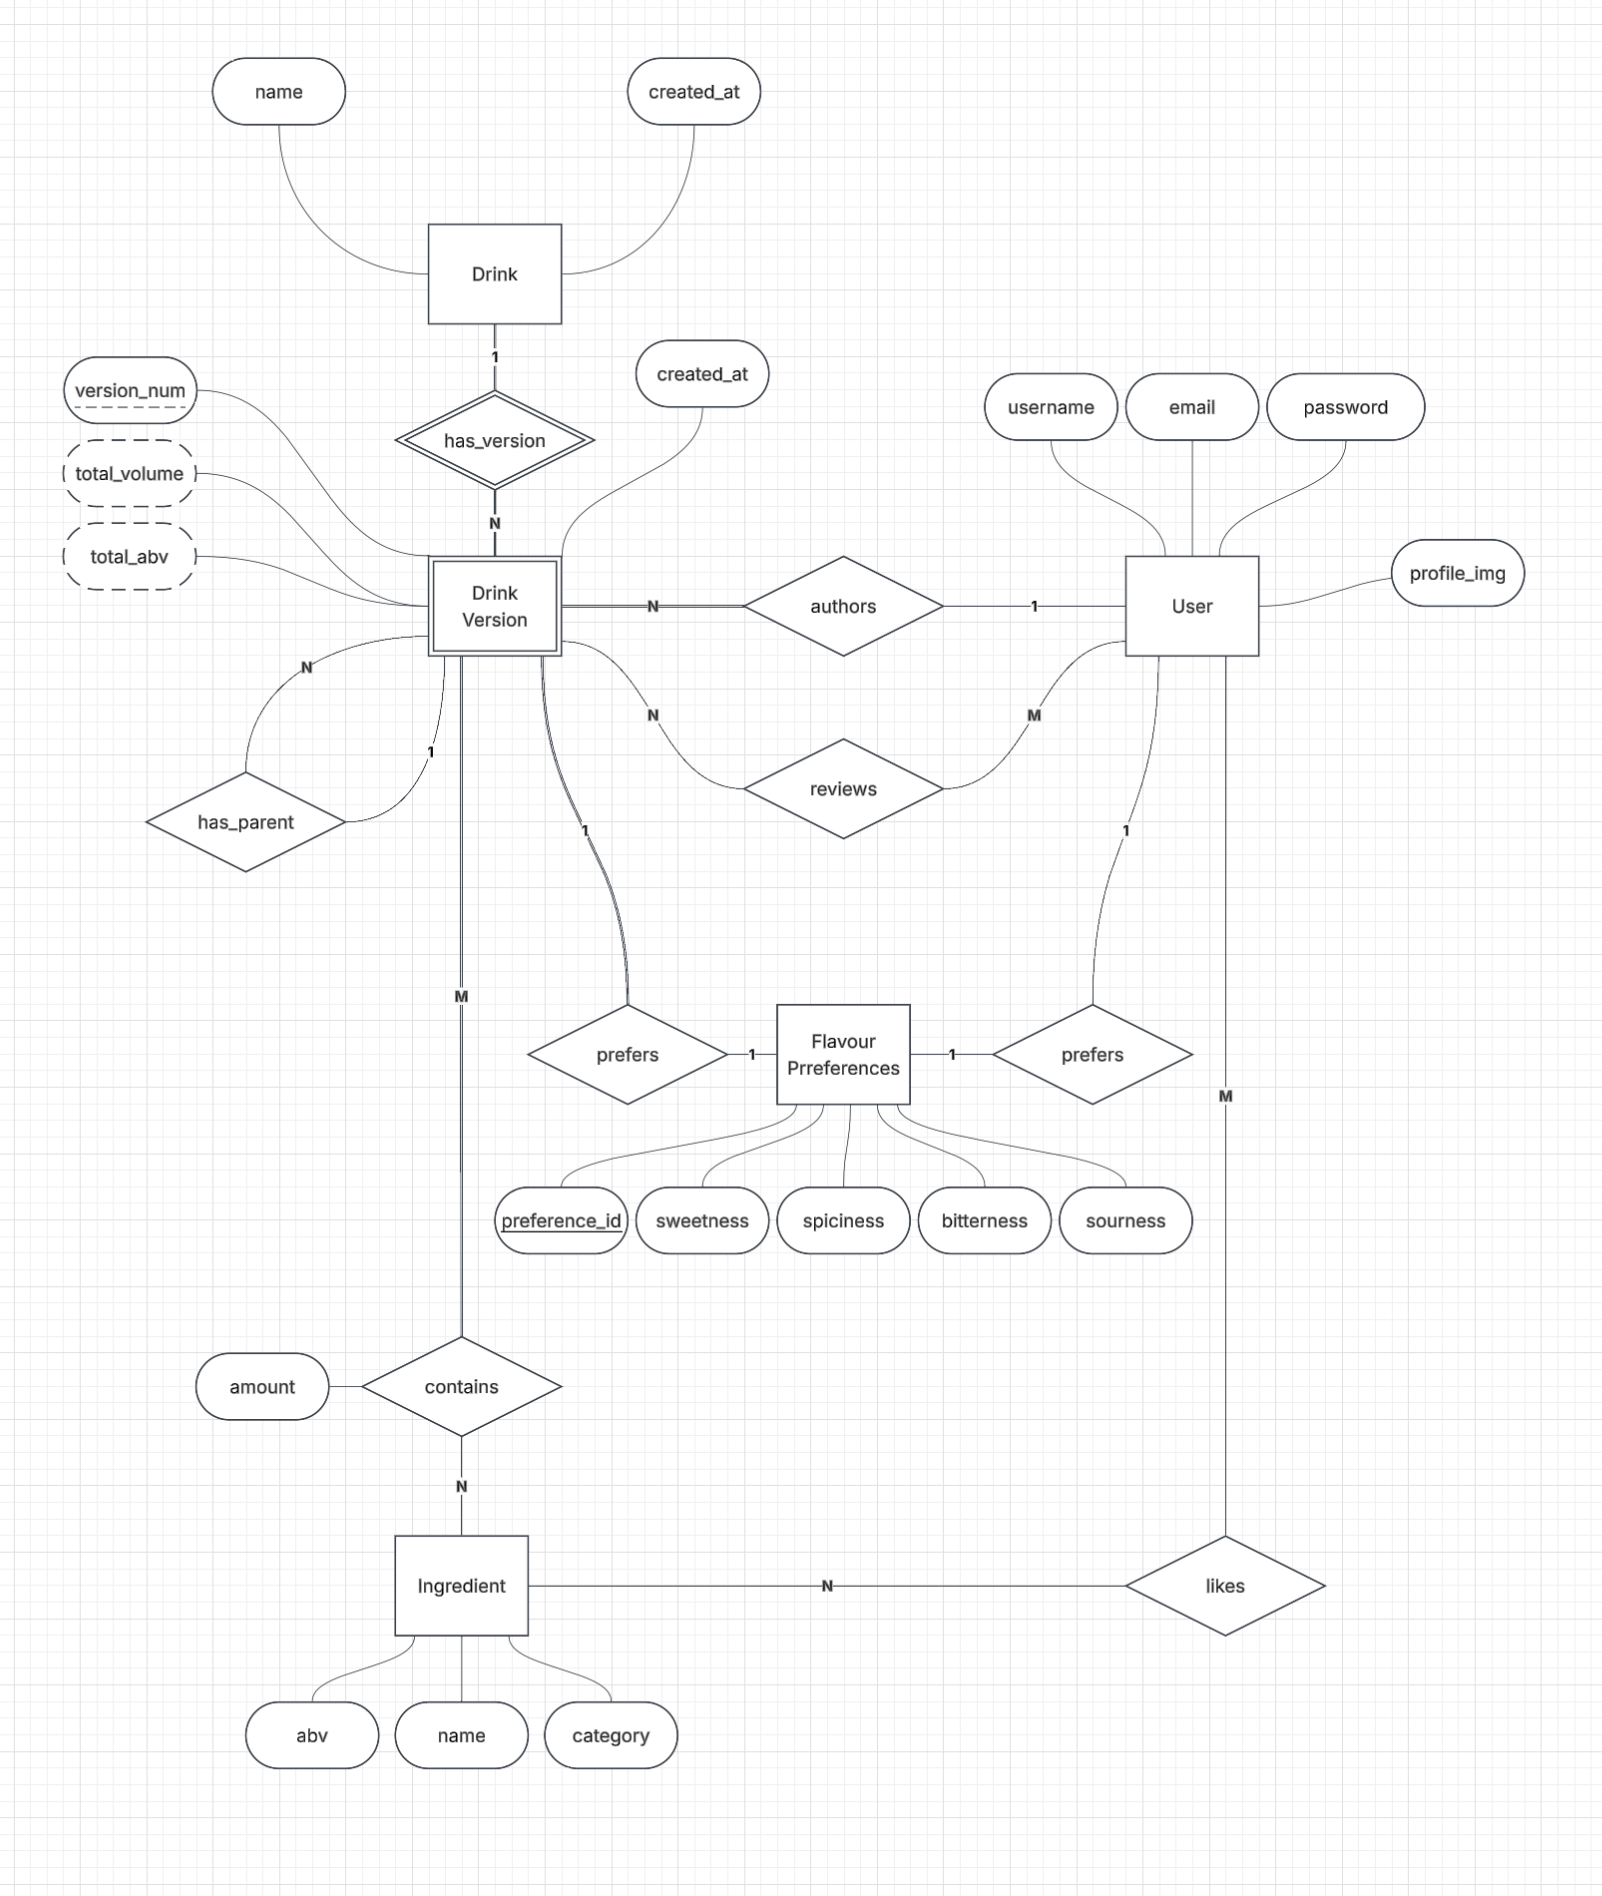 name
created_at
Drink
1
created_at
version_num
username
email
password
has_version
total_volume
N
total_abv
profile_img
Drink
Version
N
authors
1
User
N
N
M
1
reviews
has_parent
1
1
M
Flavour
Prreferences
prefers
1
1
prefers
M
preference_id
sweetness
spiciness
bitterness
sourness
amount
contains
N
Ingredient
N
likes
abv
name
category